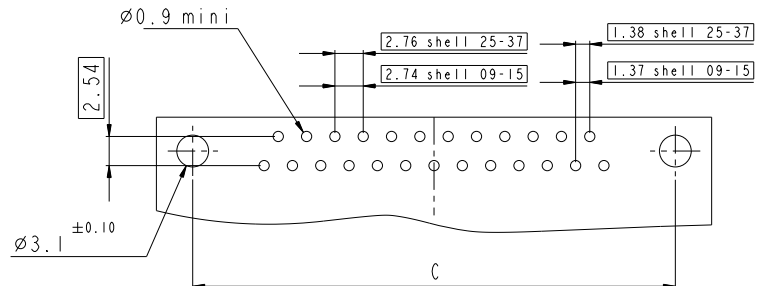 Ø0.9 mini
2.76 shell 25-37
1.38 shell 25-37
2.74 shell 09-15
1.37 shell 09-15
2.54
Ø3.1 ±0.10
C